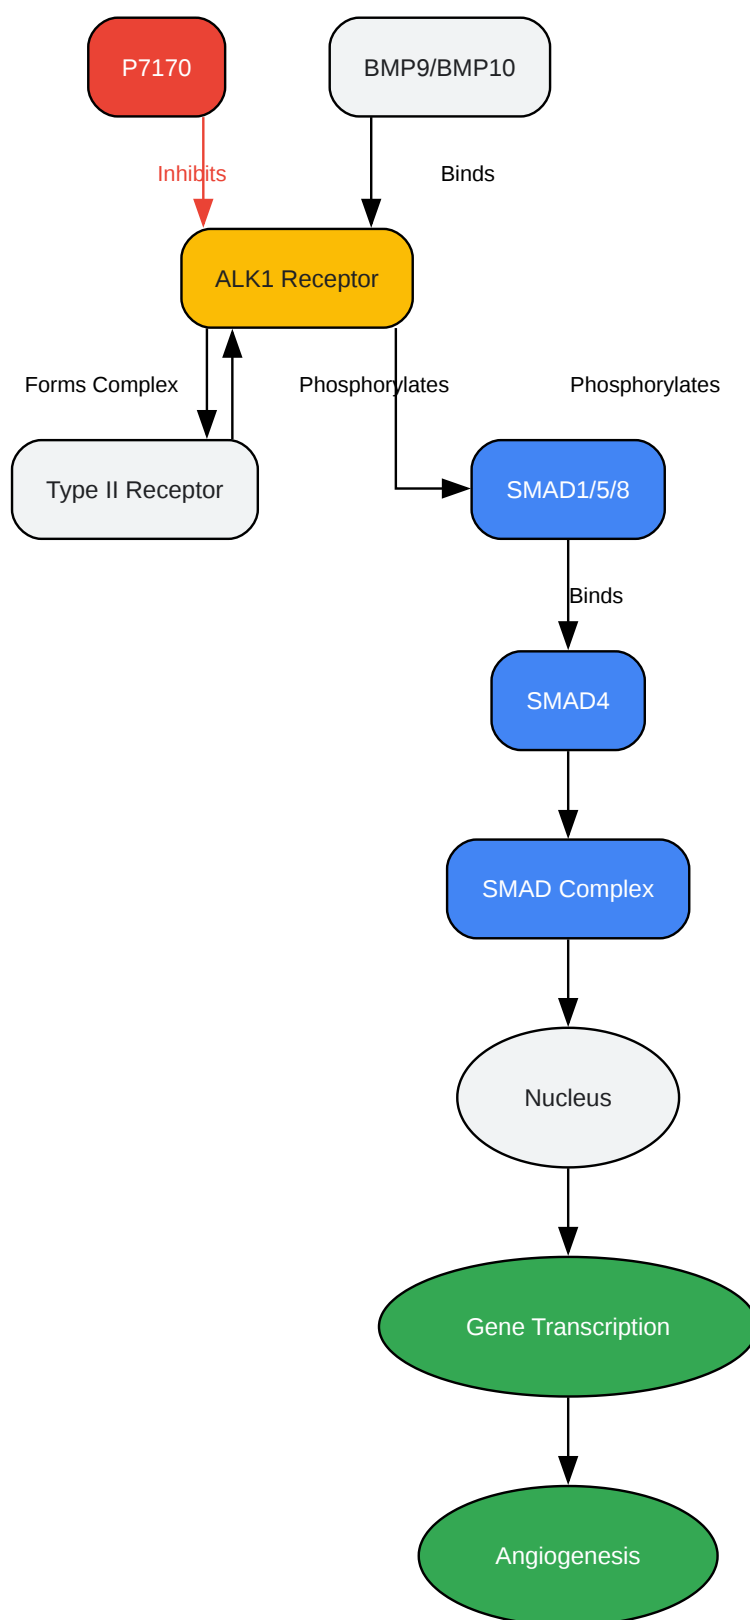 P7170
BMP9/BMP10
Inhibits
Binds
ALK1 Receptor
Forms Complex
Phosphorylates
Phosphorylates
Type II Receptor
SMAD1/5/8
Binds
SMAD4
SMAD Complex
Nucleus
Gene Transcription
Angiogenesis